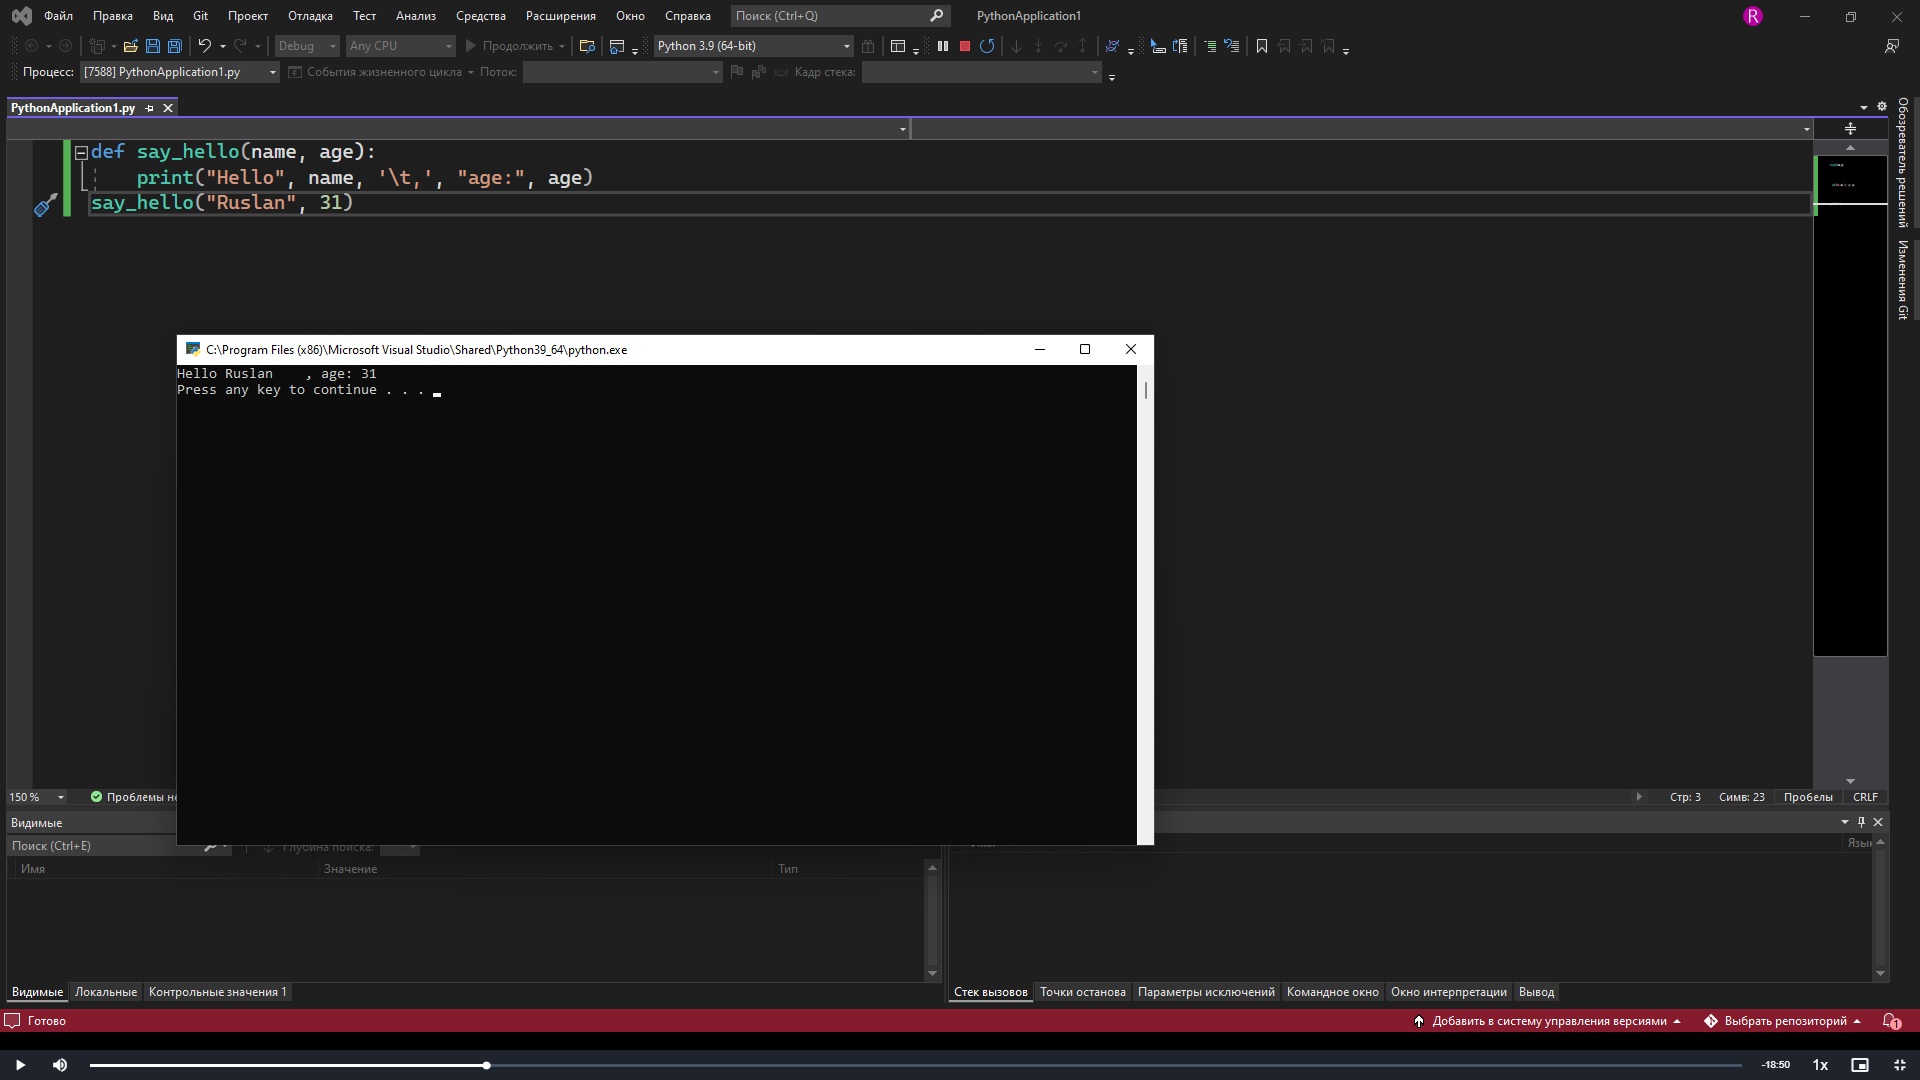 Файл Правка Вид Git Проект Отладка Тест Анализ Средства Расширения Окно Справка Поиск (Ctrl+Q) PythonApplication1 R
Debug Any CPU Продолжить Python 3.9 (64-bit)
Процесс: [7588] PythonApplication1.py События жизненного цикла Поток: Кадр стека:
PythonApplication1.py
def say_hello(name, age):
print("Hello", name, '\t,', "age:", age)
say_hello("Ruslan", 31)
Обозреватель решений
Изменения Git
C:\Program Files (x86)\Microsoft Visual Studio\Shared\Python39_64\python.exe
Hello Ruslan    , age: 31
Press any key to continue . . .
150 % Проблемы не Стр: 3 Симв: 23 Пробелы CRLF
Видимые
Поиск (Ctrl+E) Глубина поиска: Язык
Имя Значение Тип
Видимые Локальные Контрольные значения 1 Стек вызовов Точки останова Параметры исключений Командное окно Окно интерпретации Вывод
Готово Добавить в систему управления версиями Выбрать репозиторий 1
-18:50 1x